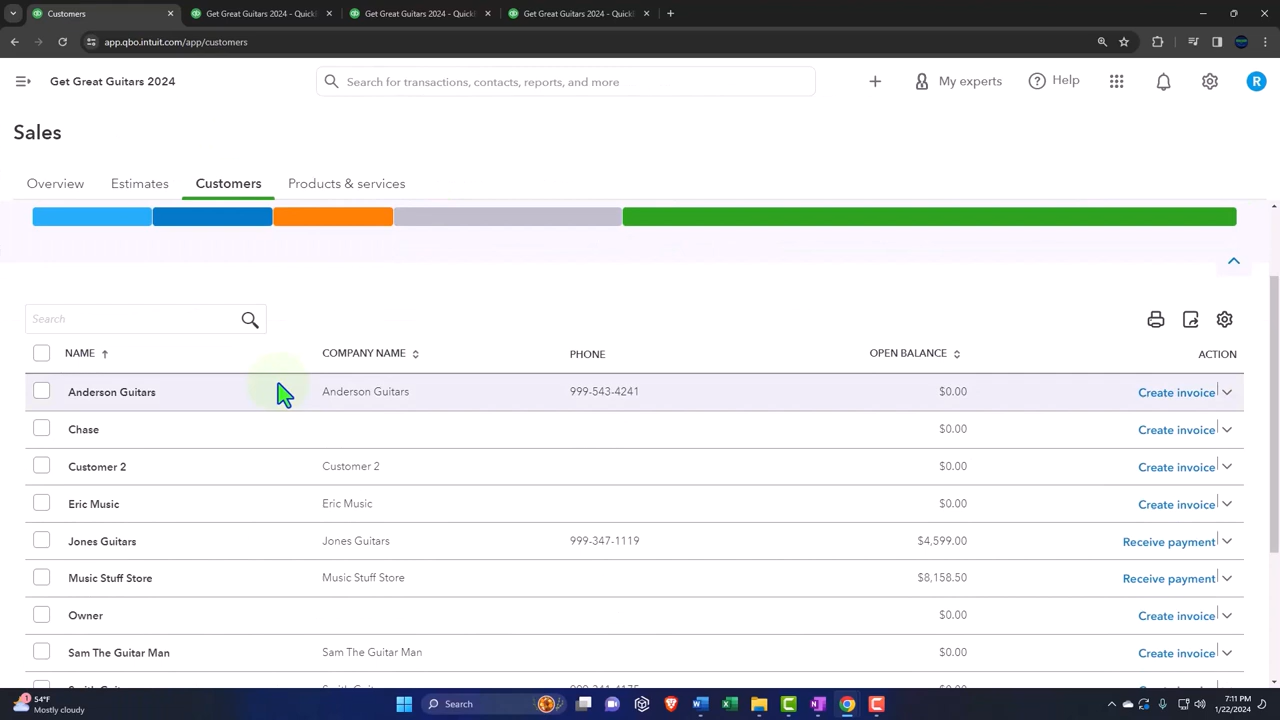 Customers
Get Great Guitars 2024 - Quick
Get Great Guitars 2024 - Quick
Get Great Guitars 2024 - Quick
app.qbo.intuit.com/app/customers
Get Great Guitars 2024
Search for transactions, contacts, reports, and more
My experts
Help
R
Sales
Overview
Estimates
Customers
Products & services
Search
NAME COMPANY NAME PHONE OPEN BALANCE ACTION
Anderson Guitars Anderson Guitars 999-543-4241 $0.00 Create invoice
Chase $0.00 Create invoice
Customer 2 Customer 2 $0.00 Create invoice
Eric Music Eric Music $0.00 Create invoice
Jones Guitars Jones Guitars 999-347-1119 $4,599.00 Receive payment
Music Stuff Store Music Stuff Store $8,158.50 Receive payment
Owner $0.00 Create invoice
Sam The Guitar Man Sam The Guitar Man $0.00 Create invoice
54°F
Mostly cloudy
Search
7:11 PM
1/22/2024